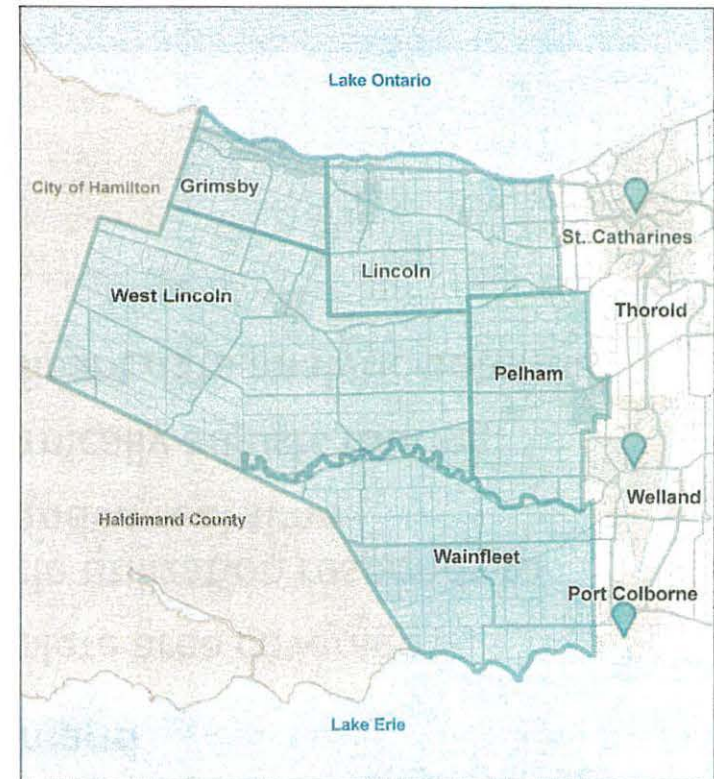 Lake Ontario
City of Hamilton
Grimsby
St. Catharines
Lincoln
West Lincoln
Thorold
Pelham
Welland
Haldimand County
Wainfleet
Port Colborne
Lake Erie